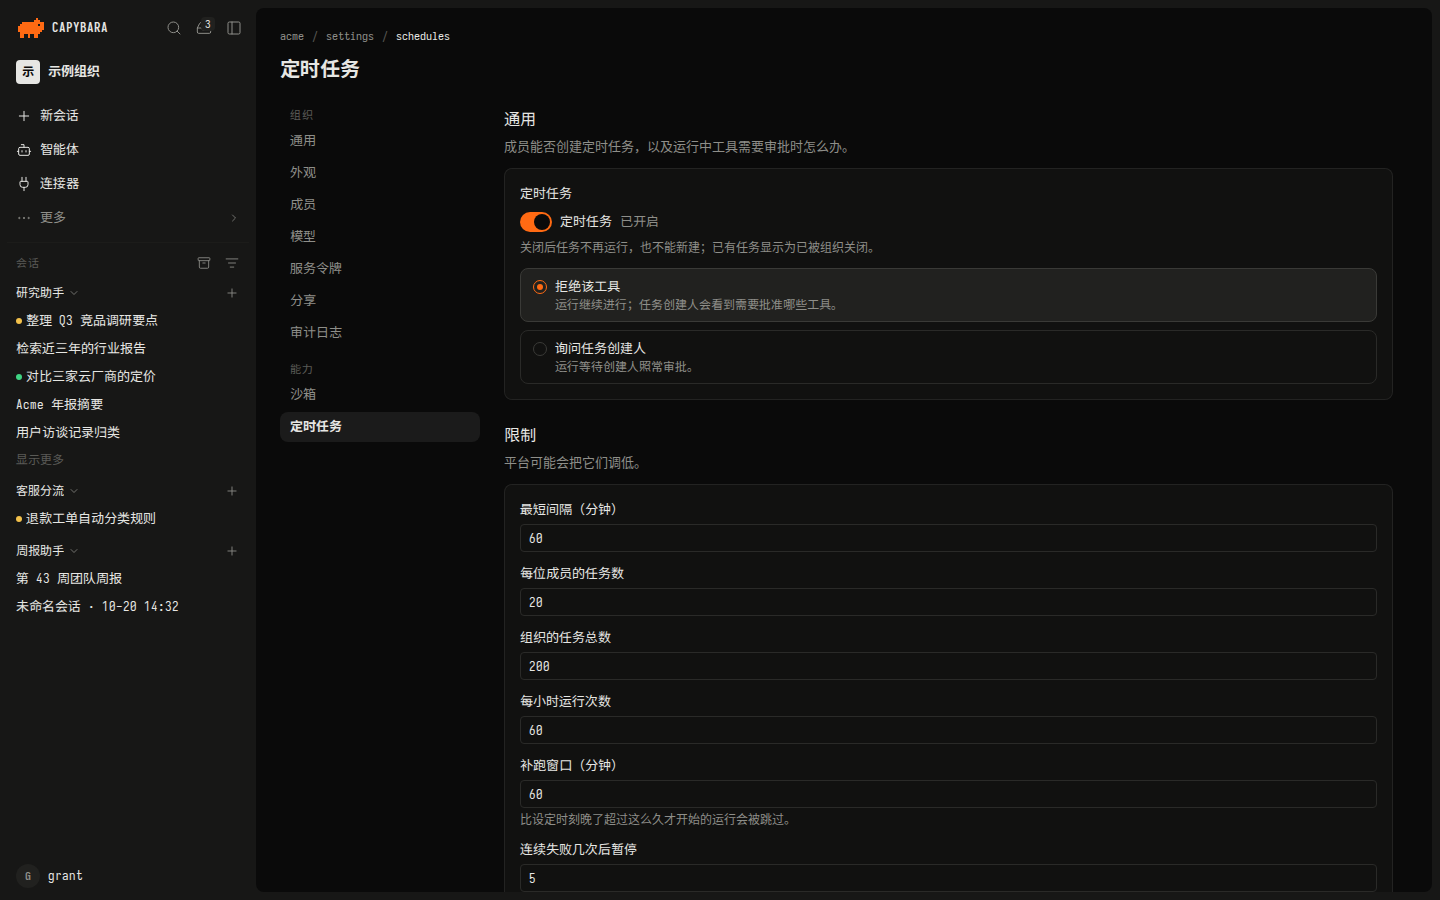 CAPYBARA
3
示 示例组织
新会话
智能体
连接器
更多
会话
研究助手
整理 Q3 竞品调研要点
检索近三年的行业报告
对比三家云厂商的定价
Acme 年报摘要
用户访谈记录归类
显示更多
客服分流
退款工单自动分类规则
周报助手
第 43 周团队周报
未命名会话 · 10-20 14:32
G grant
acme / settings / schedules
定时任务
组织
通用
外观
成员
模型
服务令牌
分享
审计日志
能力
沙箱
定时任务
通用
成员能否创建定时任务，以及运行中工具需要审批时怎么办。
定时任务
定时任务 已开启
关闭后任务不再运行，也不能新建；已有任务显示为已被组织关闭。
拒绝该工具
运行继续进行；任务创建人会看到需要批准哪些工具。
询问任务创建人
运行等待创建人照常审批。
限制
平台可能会把它们调低。
最短间隔（分钟）
60
每位成员的任务数
20
组织的任务总数
200
每小时运行次数
60
补跑窗口（分钟）
60
比设定时刻晚了超过这么久才开始的运行会被跳过。
连续失败几次后暂停
5